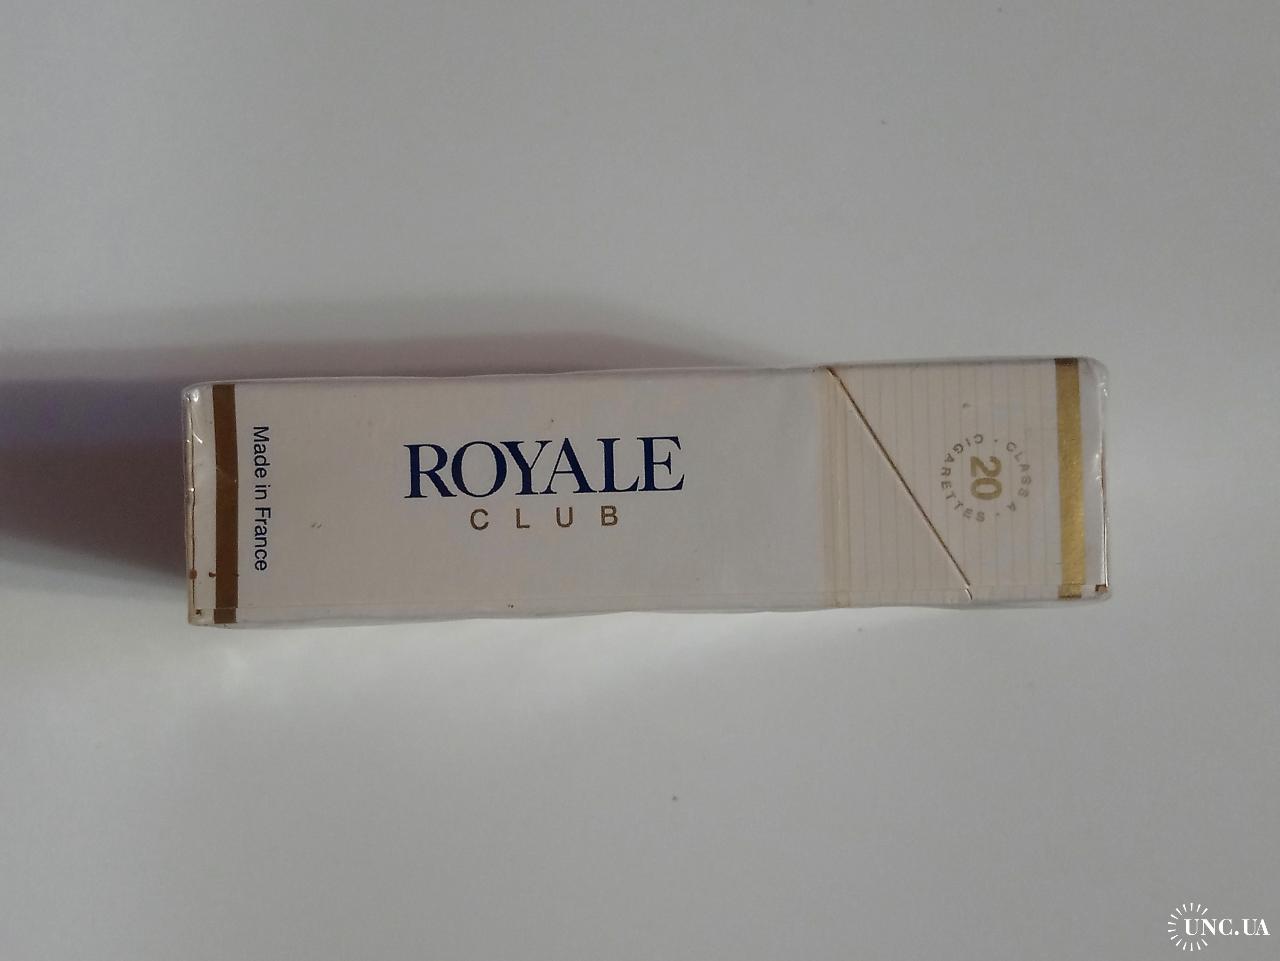 Made in France
ROYALE
CLUB
CLASS A
20
CIGARETTES
UNC.UA